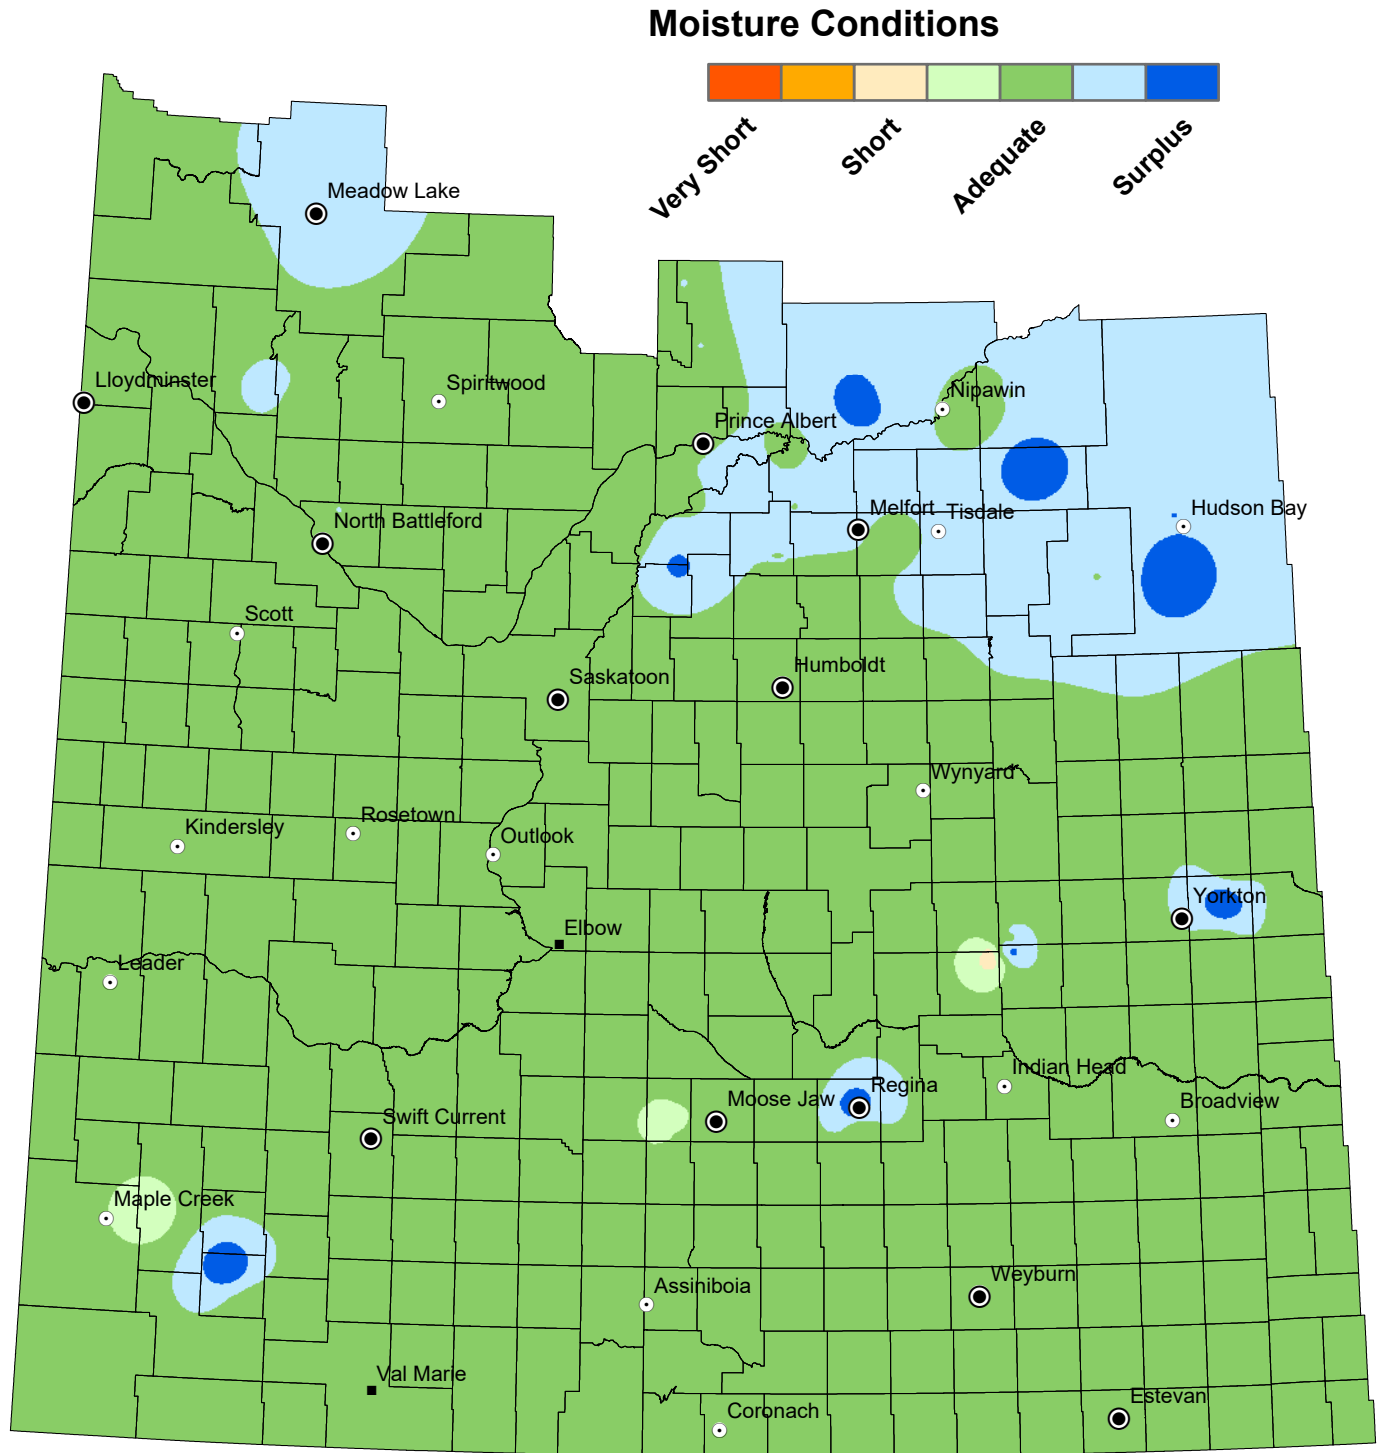 Moisture Conditions
Very Short
Short
Adequate
Surplus
Meadow Lake
Lloydminster
Spiritwood
Nipawin
Prince Albert
North Battleford
Melfort
Tisdale
Hudson Bay
Scott
Saskatoon
Humboldt
Wynyard
Kindersley
Rosetown
Outlook
Yorkton
Elbow
Leader
Indian Head
Regina
Moose Jaw
Broadview
Swift Current
Maple Creek
Assiniboia
Weyburn
Val Marie
Coronach
Estevan